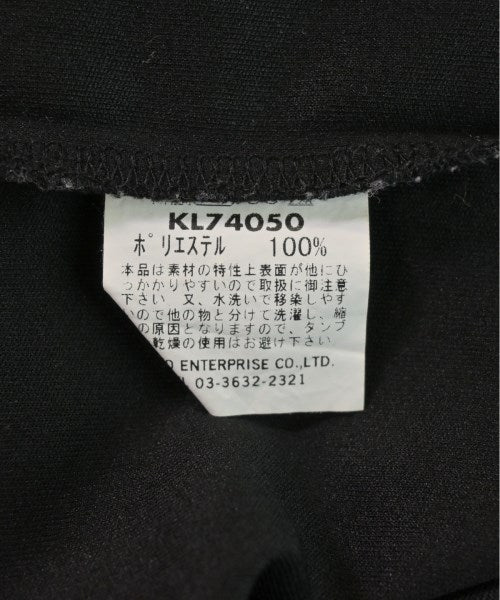 KL74050
ポリエステル 100%
本品は素材の特性上表面が他にひ
っかかりやすいので取扱に御注意
下さい 又、水洗いで移染しやす
いので他の物と分けて洗濯し、縮
の原因となりますので、タンブ
乾燥の使用はお避け下さい
ENTERPRISE CO.,LTD.
03-3632-2321